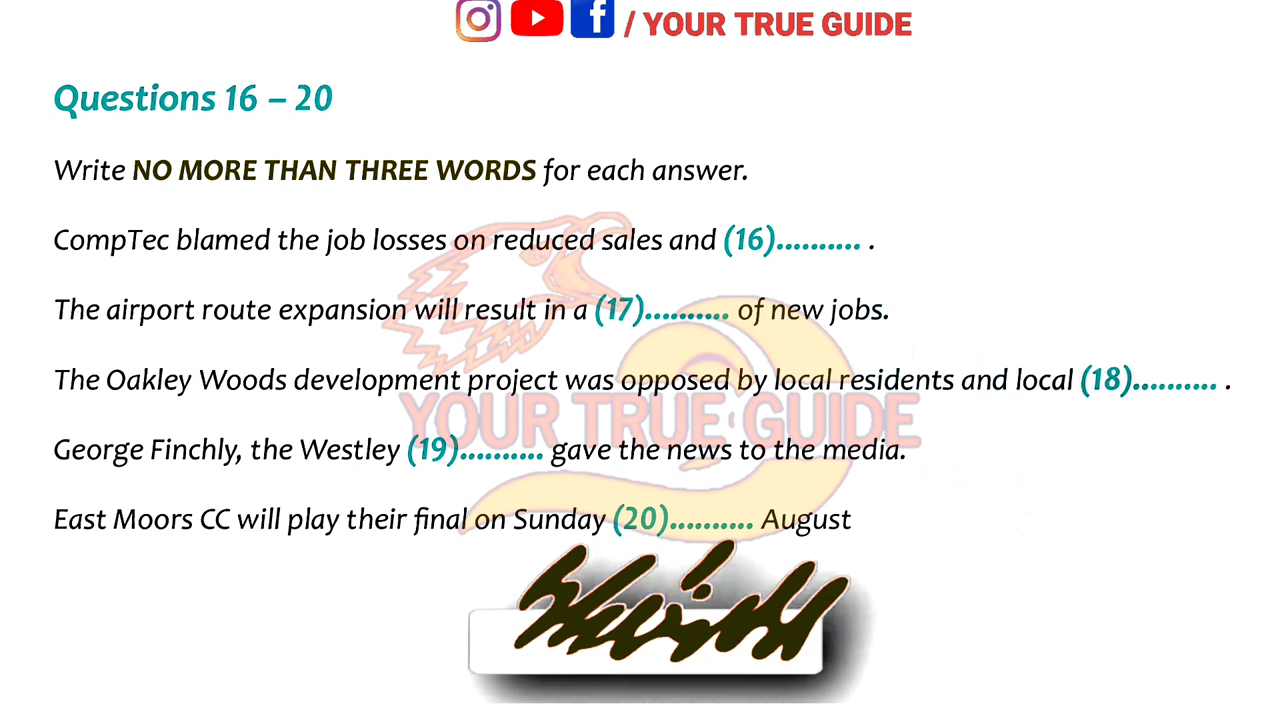 / YOUR TRUE GUIDE
Questions 16 – 20
Write NO MORE THAN THREE WORDS for each answer.
CompTec blamed the job losses on reduced sales and (16).......... .
The airport route expansion will result in a (17).......... of new jobs.
The Oakley Woods development project was opposed by local residents and local (18).......... .
YOUR TRUE GUIDE
George Finchly, the Westley (19).......... gave the news to the media.
East Moors CC will play their final on Sunday (20).......... August